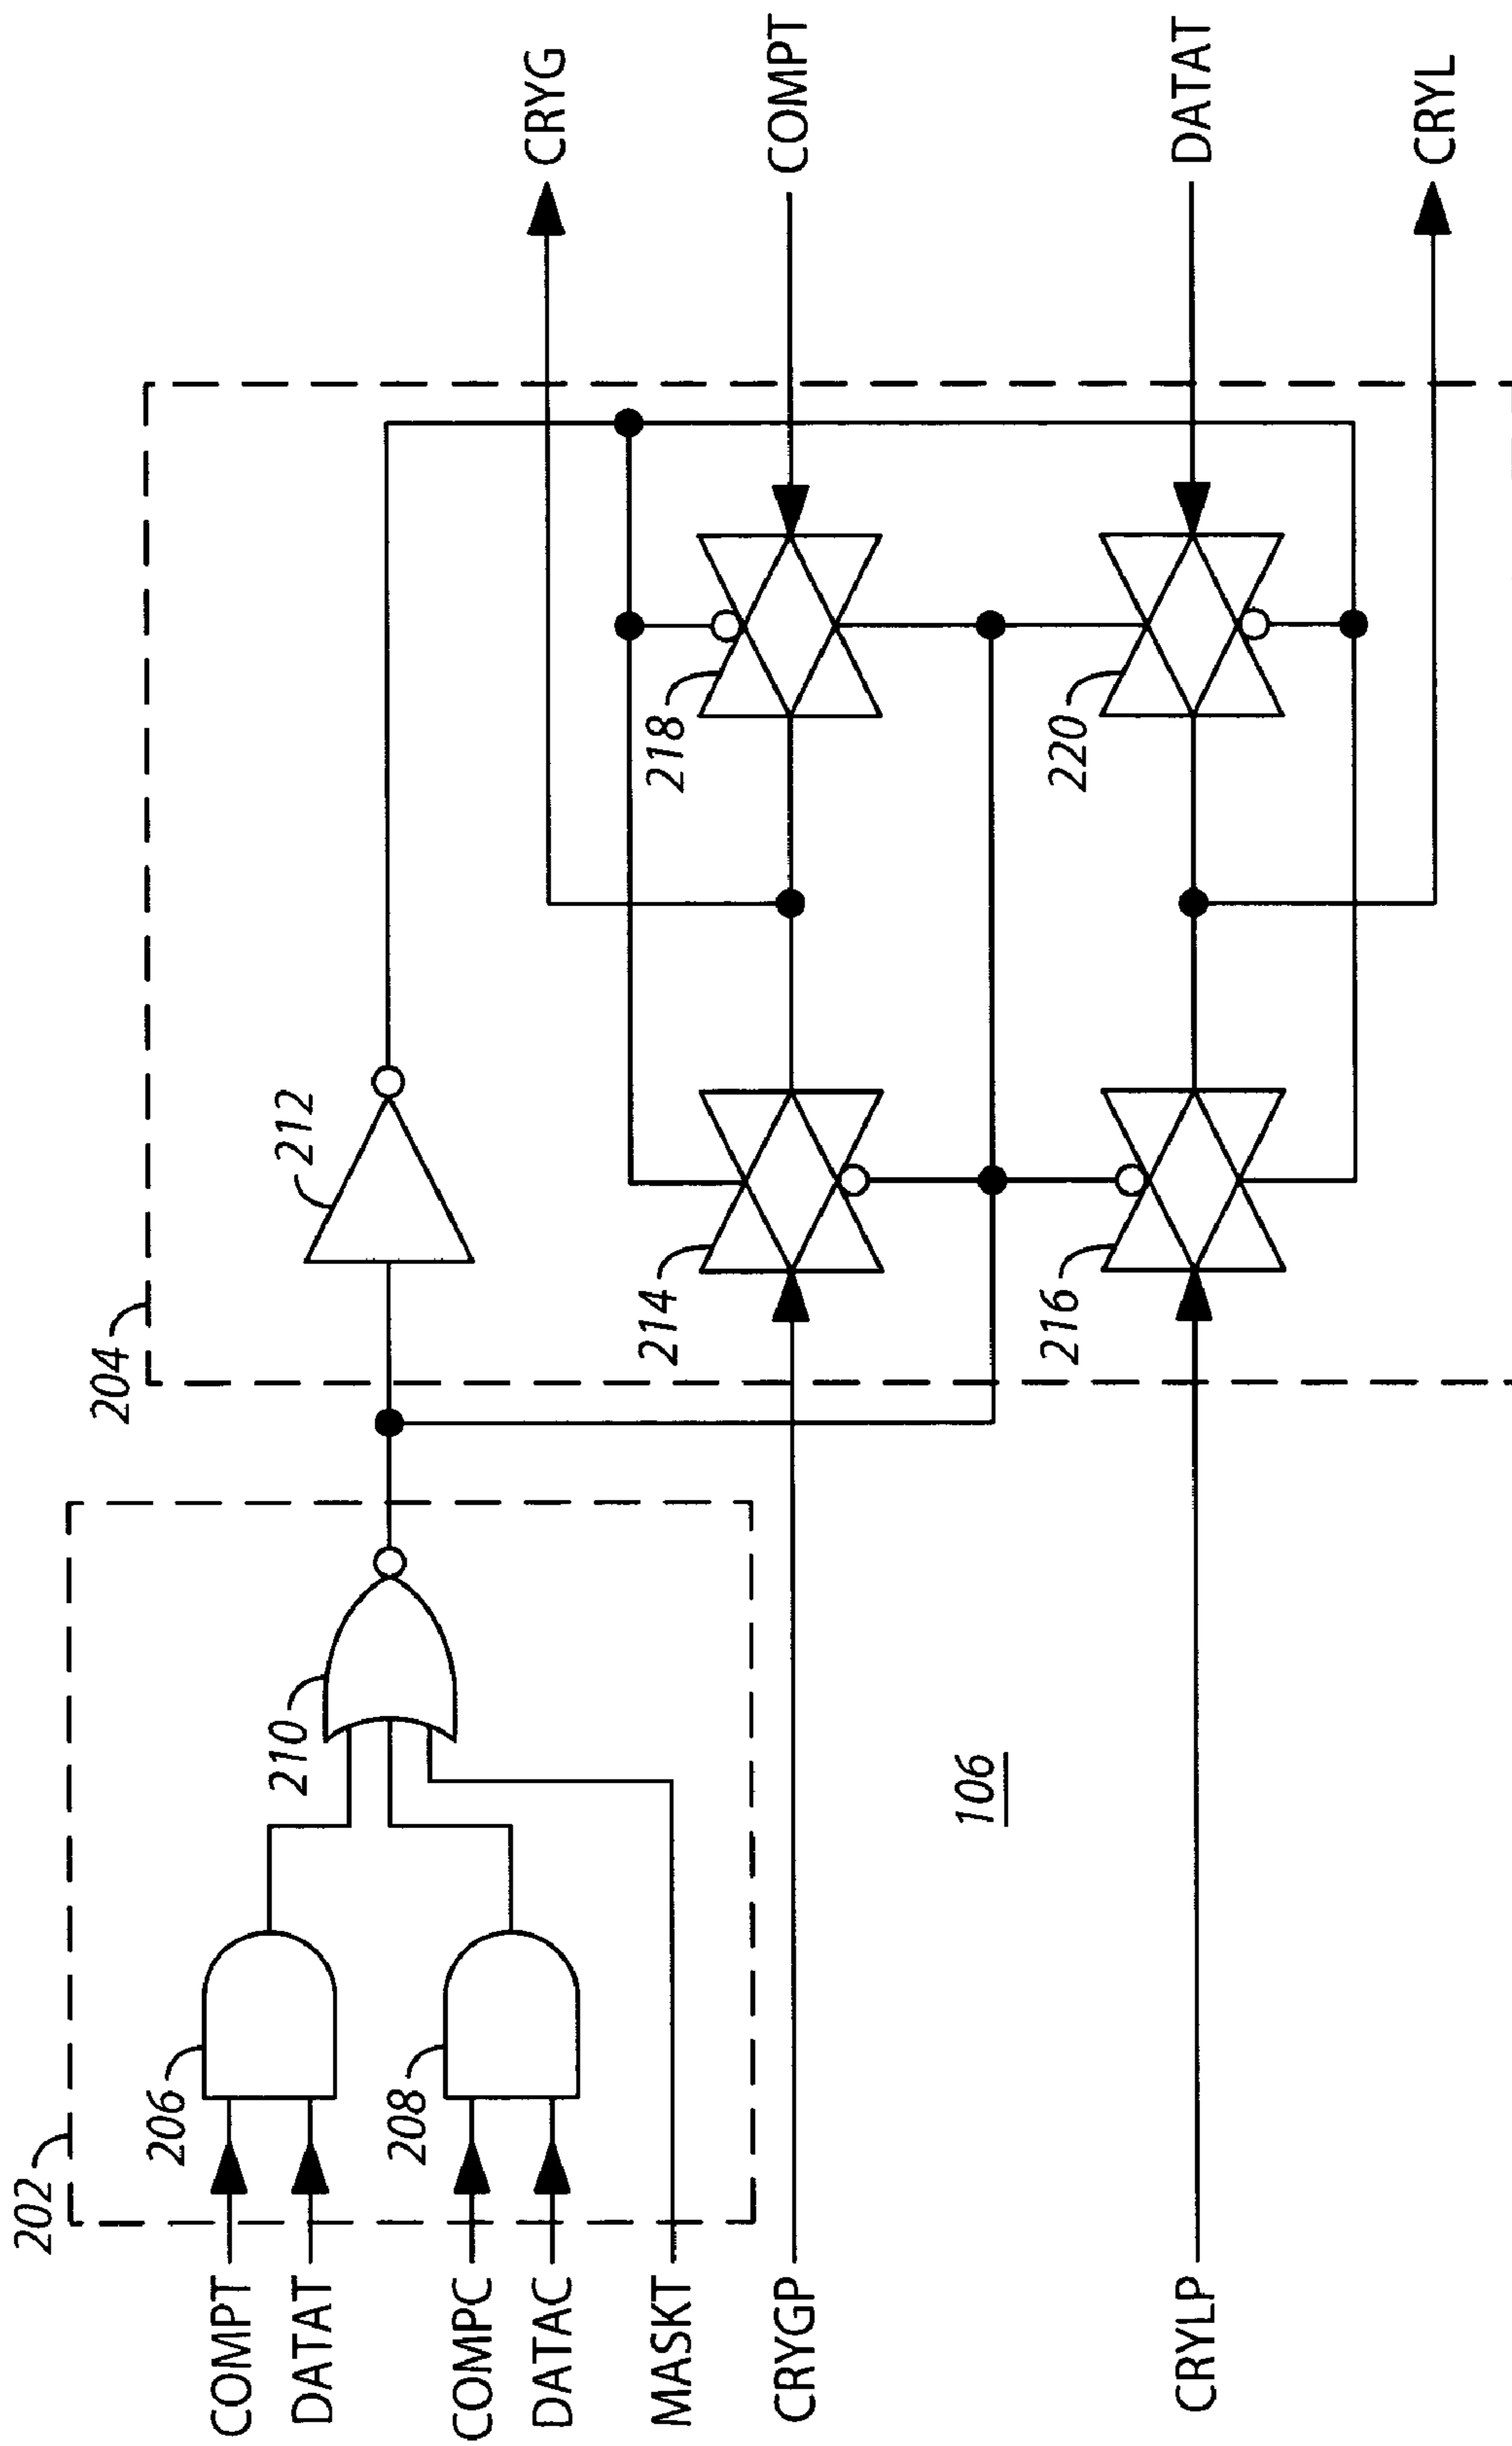 202
204
206
208
210
212
214
216
218
220
COMPT
DATAT
COMPC
DATAC
MASKT
CRYGP
CRYLP
106
CRYG
COMPT
DATAT
CRYL